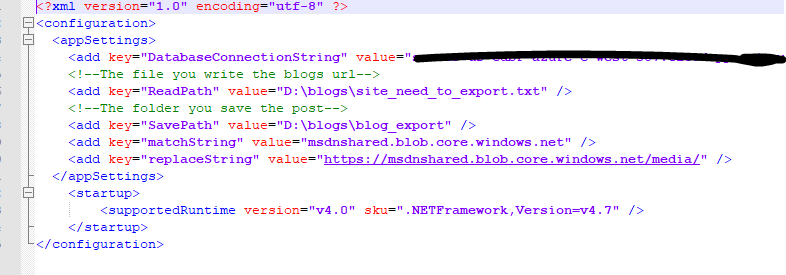 <?xml version="1.0" encoding="utf-8" ?>
<configuration>
<appSettings>
<add key="DatabaseConnectionString" value=
<!--The file you write the blogs url-->
<add key="ReadPath" value="D:\blogs\site_need_to_export.txt" />
<!--The folder you save the post-->
<add key="SavePath" value="D:\blogs\blog_export" />
<add key="matchString" value="msdnshared.blob.core.windows.net" />
<add key="replaceString" value="https://msdnshared.blob.core.windows.net/media/" />
</appSettings>
<startup>
<supportedRuntime version="v4.0" sku=".NETFramework,Version=v4.7" />
</startup>
</configuration>